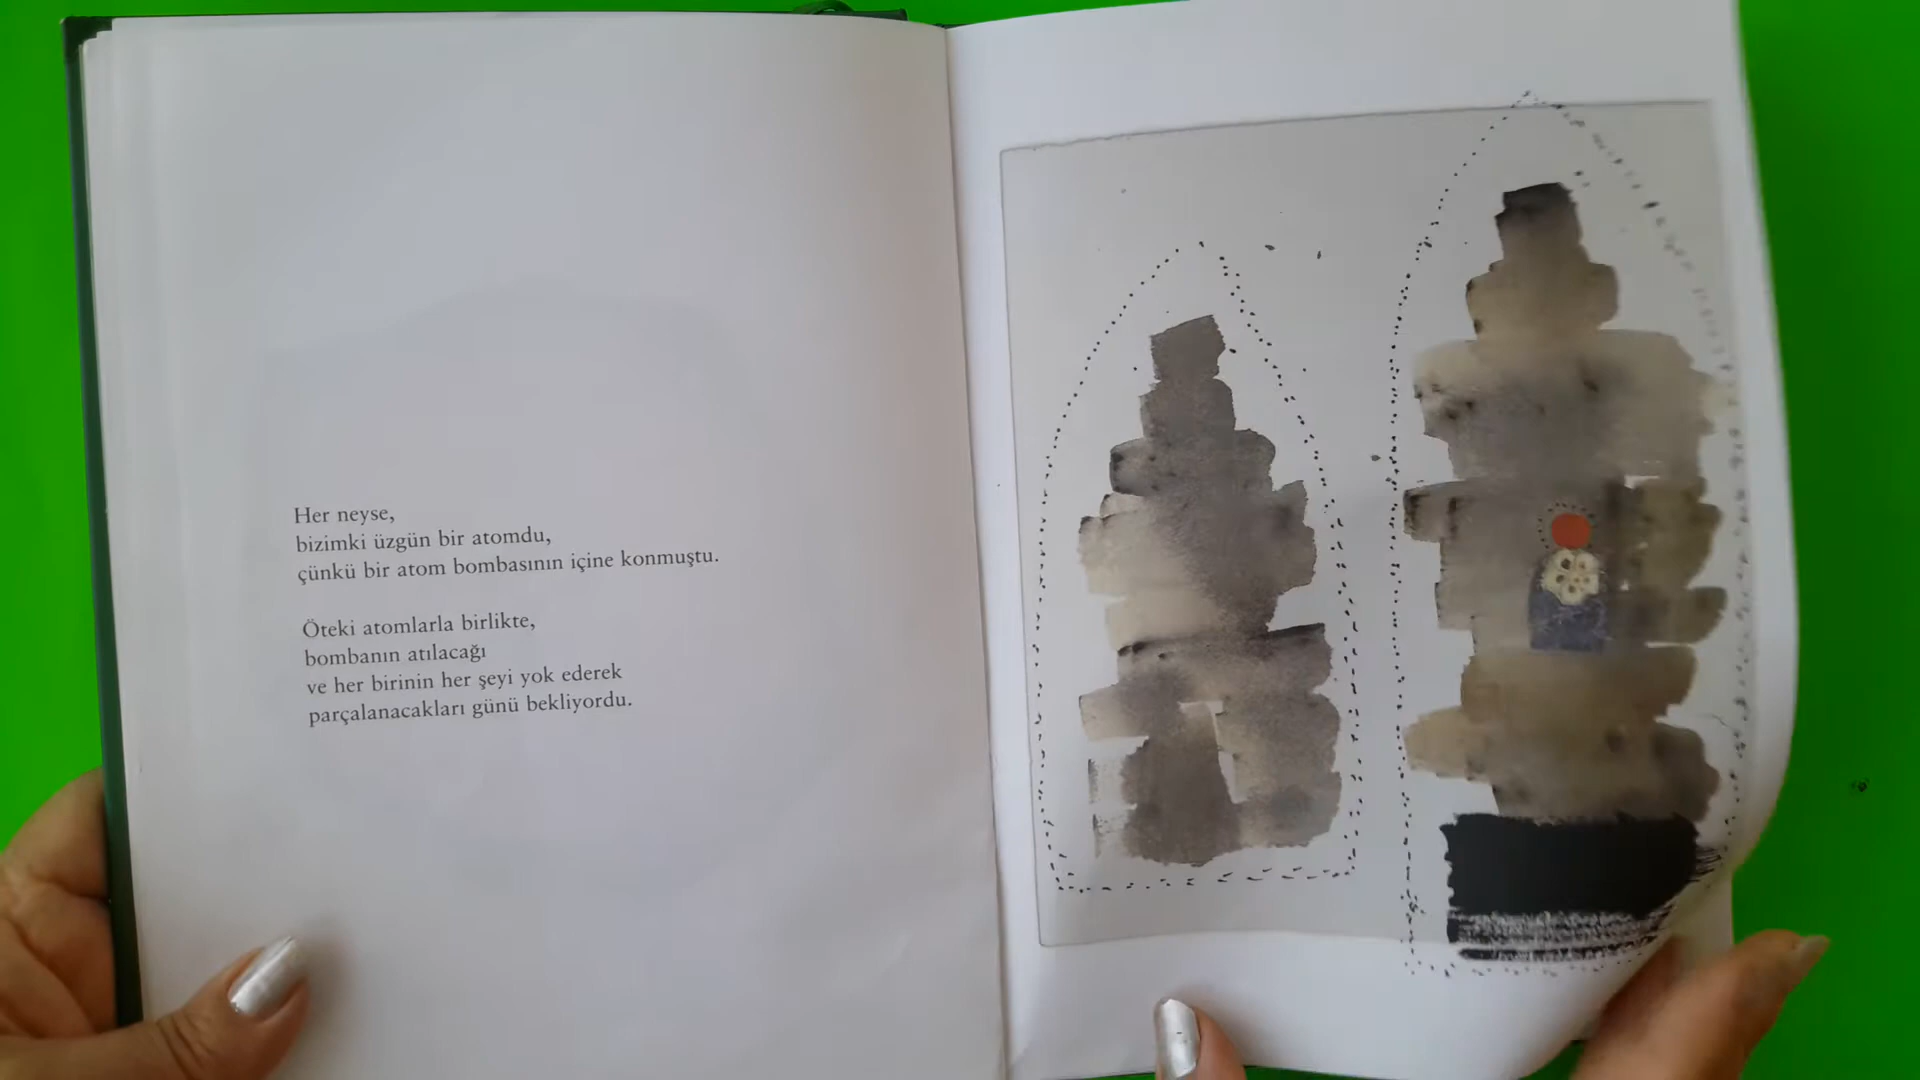 Her neyse,
bizimki üzgün bir atomdu,
çünkü bir atom bombasının içine konmuştu.
Öteki atomlarla birlikte,
bombanın atılacağı
ve her birinin her şeyi yok ederek
parçalanacakları günü bekliyordu.